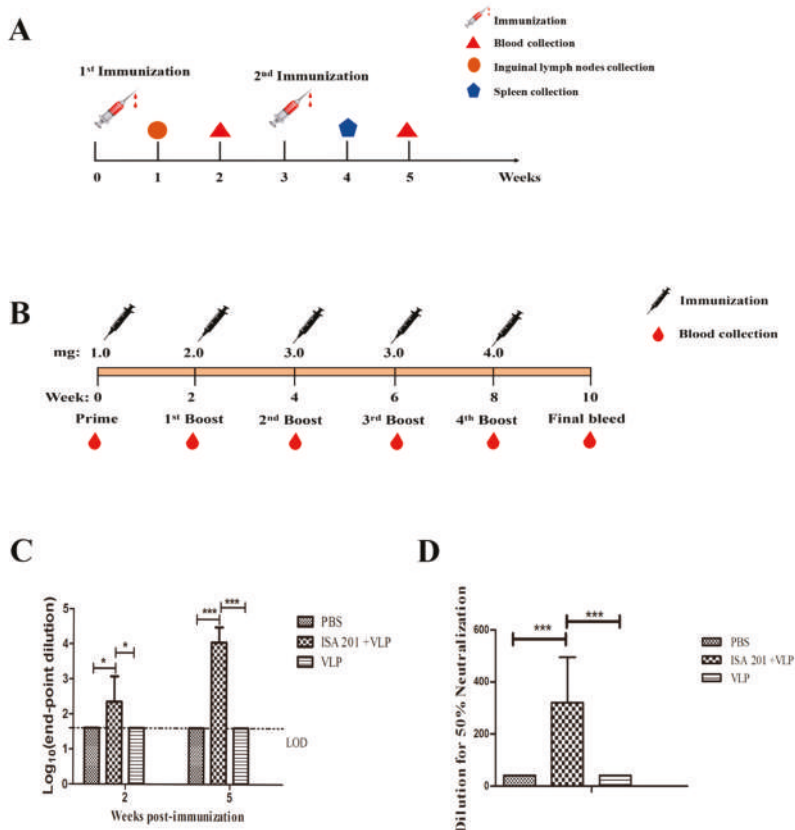 A
Immunization
Blood collection
Inguinal lymph nodes collection
Spleen collection
1st Immunization
2nd Immunization
0 1 2 3 4 5 Weeks
B
Immunization
Blood collection
mg: 1.0 2.0 3.0 3.0 4.0
Week: 0 2 4 6 8 10
Prime 1st Boost 2nd Boost 3rd Boost 4th Boost Final bleed
C
Log10(end-point dilution)
5
4
3
2
1
0
* * *** ***
PBS
ISA 201 +VLP
VLP
LOD
2 5
Weeks post-immunization
D
Dilution for 50% Neutralization
600
400
200
0
*** ***
PBS
ISA 201 +VLP
VLP